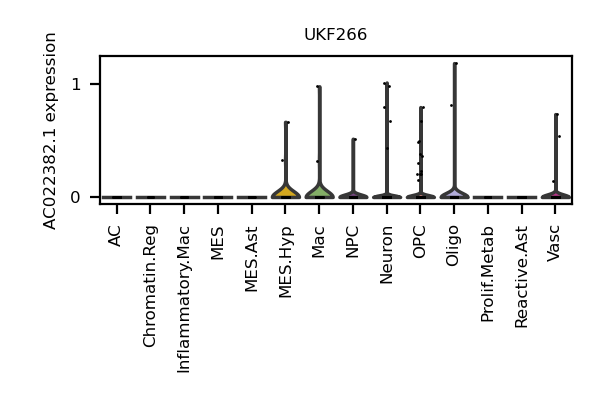 UKF266
AC022382.1 expression
1
0
AC
Chromatin.Reg
Inflammatory.Mac
MES
MES.Ast
MES.Hyp
Mac
NPC
Neuron
OPC
Oligo
Prolif.Metab
Reactive.Ast
Vasc